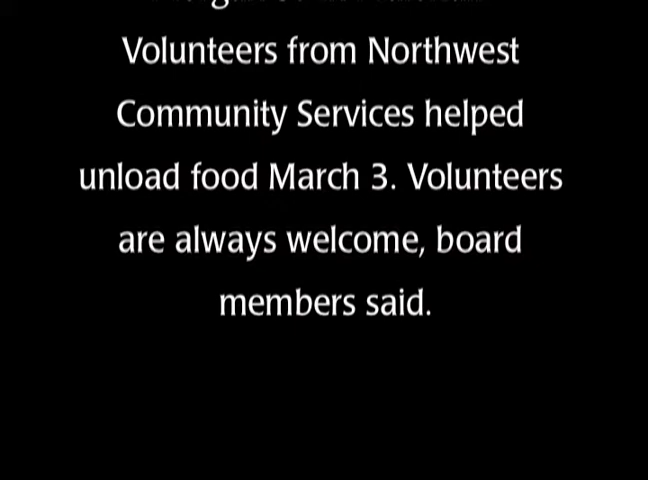 Volunteers from Northwest
Community Services helped
unload food March 3. Volunteers
are always welcome, board
members said.